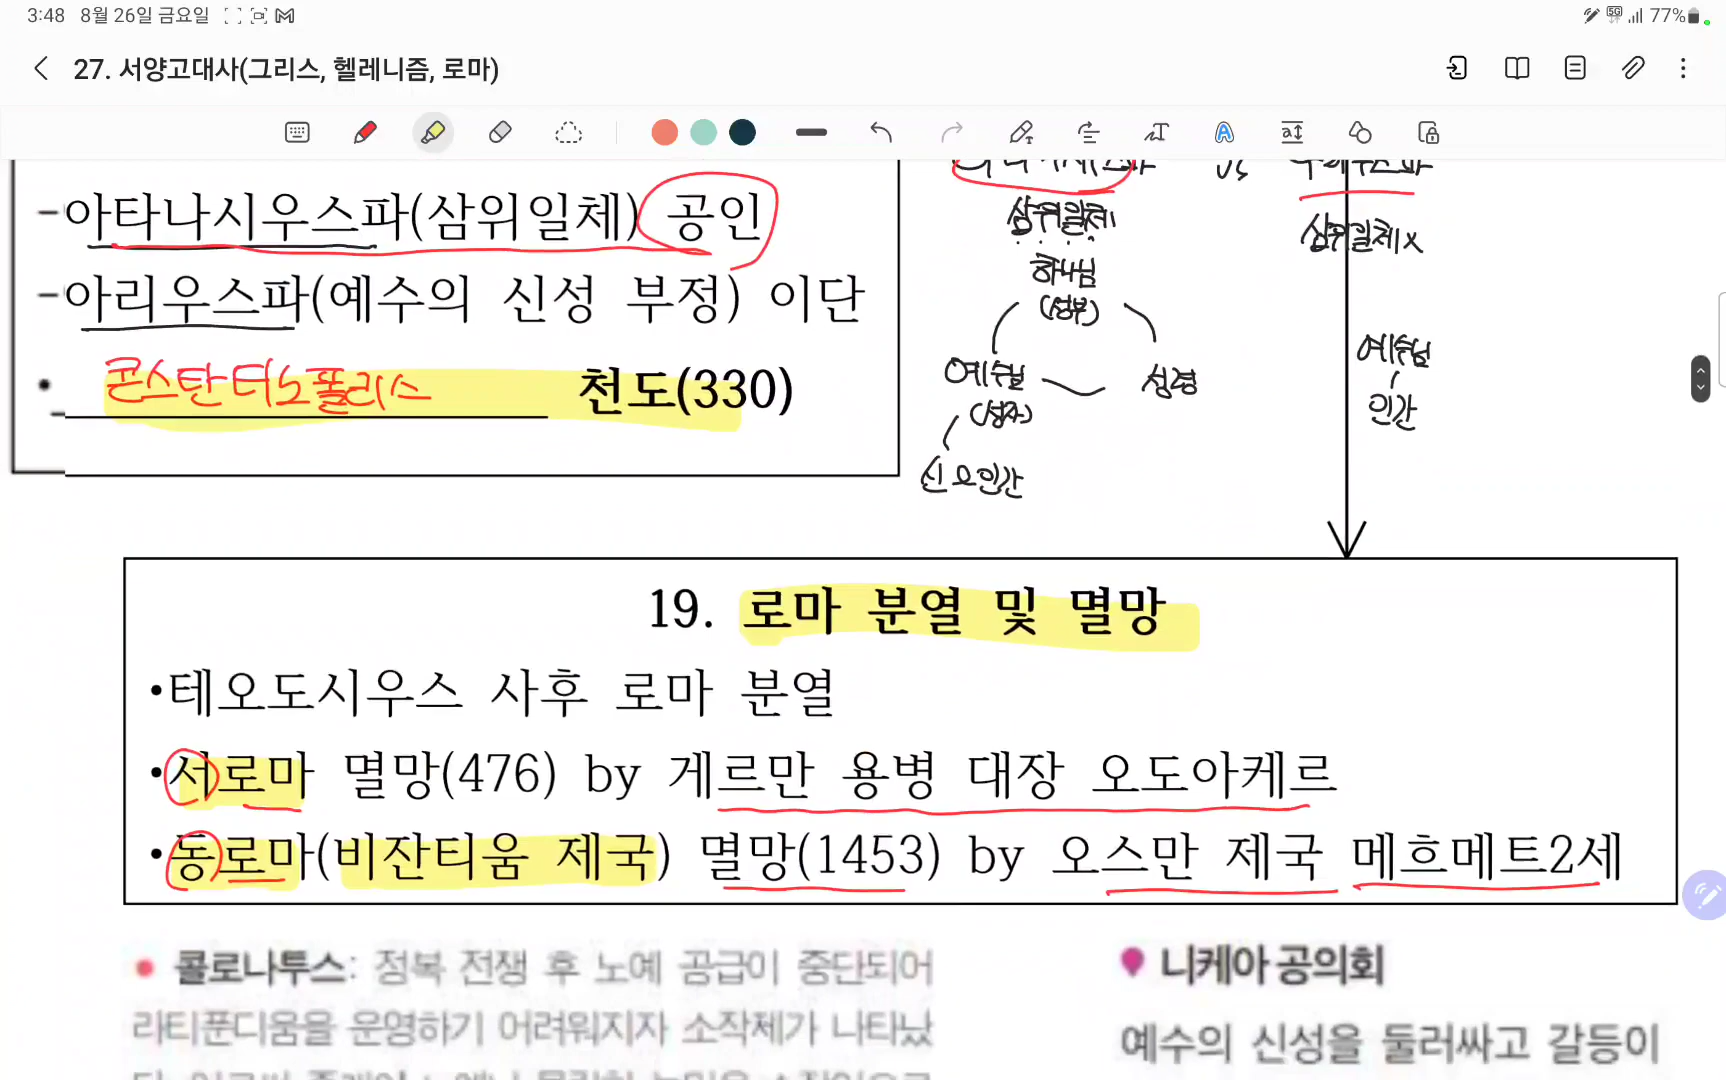 3:48 8월 26일 금요일
77%
27. 서양고대사(그리스, 헬레니즘, 로마)
-아타나시우스파(삼위일체) 공인
-아리우스파(예수의 신성 부정) 이단
• 콘스탄티노폴리스 천도(330)
vs
삼위일체
하나님
(성부)
예수님
(성자)
성령
신으인간
삼위일체x
예수님
인간
19. 로마 분열 및 멸망
•테오도시우스 사후 로마 분열
•서로마 멸망(476) by 게르만 용병 대장 오도아케르
•동로마(비잔티움 제국) 멸망(1453) by 오스만 제국 메흐메트2세
콜로나투스: 정복 전쟁 후 노예 공급이 중단되어
라티푼디움을 운영하기 어려워지자 소작제가 나타났
니케아 공의회
예수의 신성을 둘러싸고 갈등이